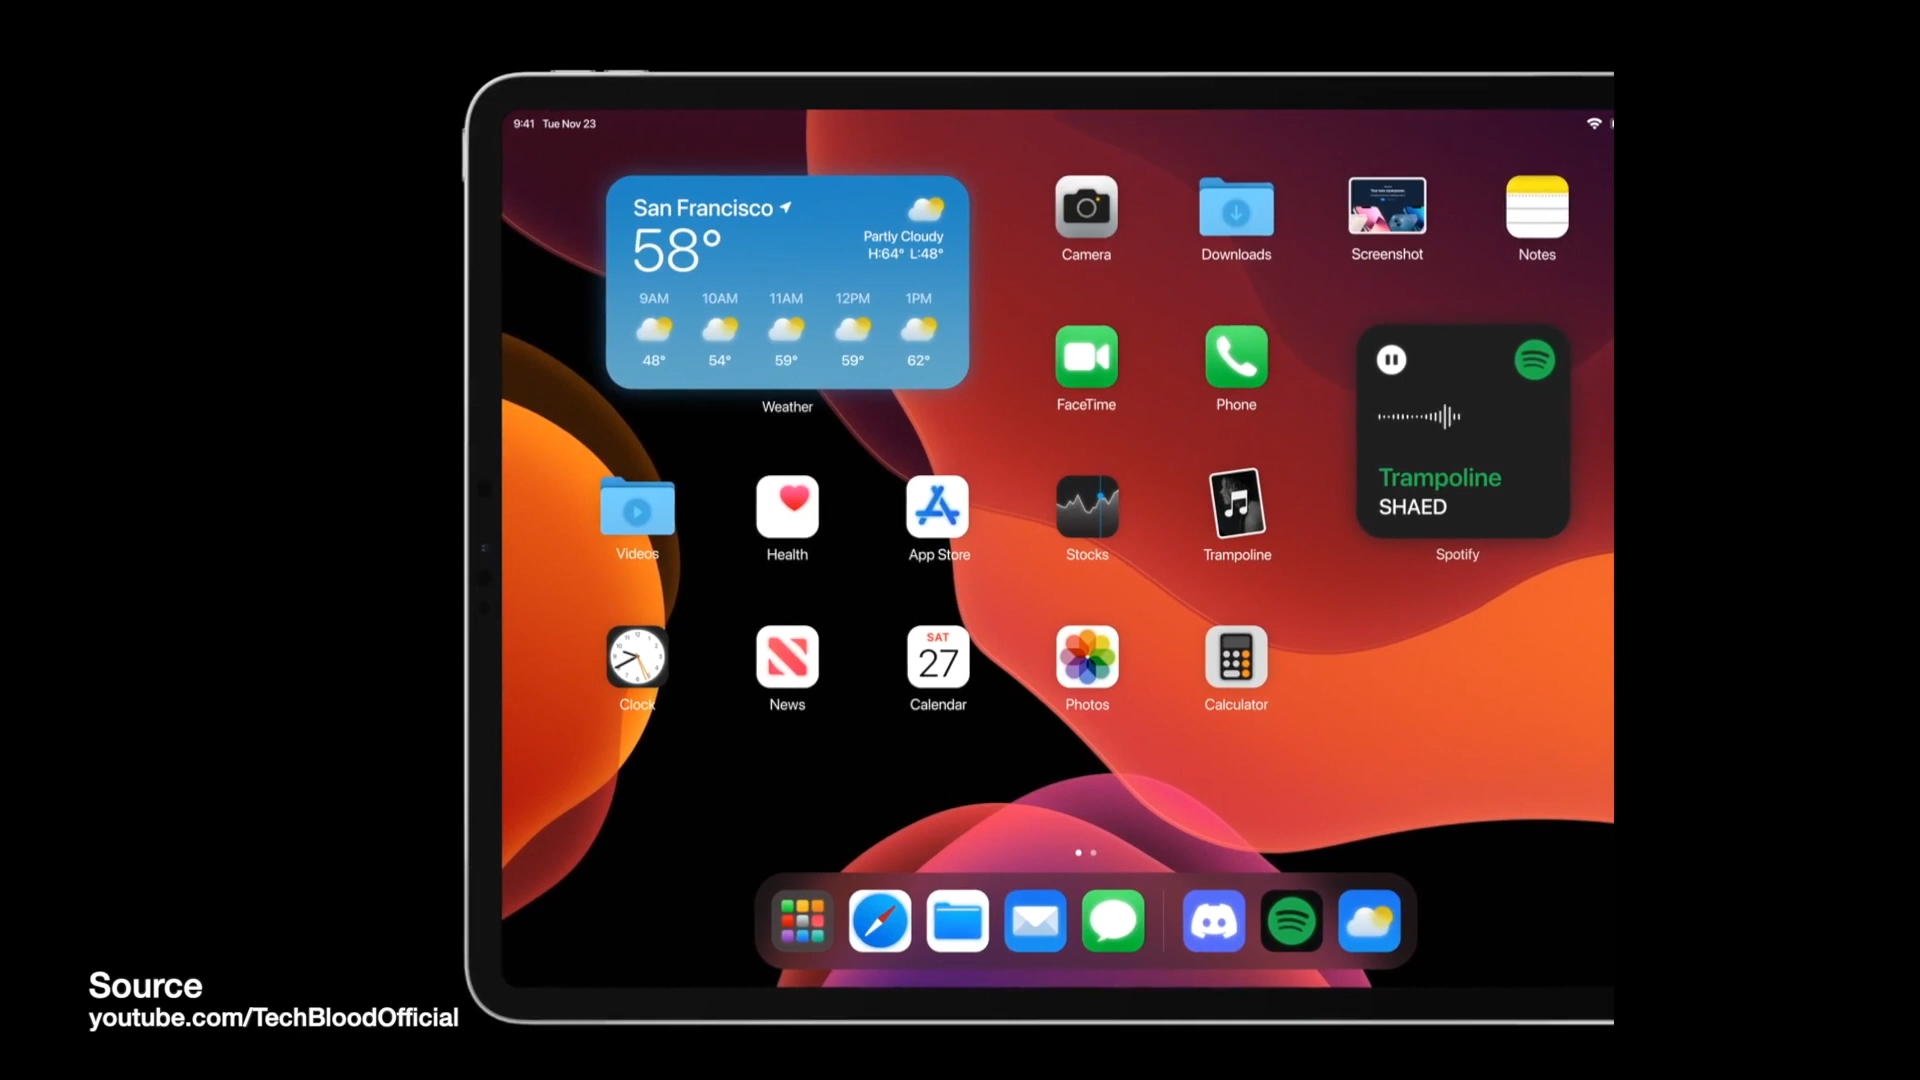 9:41 Tue Nov 23
San Francisco
58°
Partly Cloudy
H:64° L:48°
9AM 10AM 11AM 12PM 1PM
48° 54° 59° 59° 62°
Weather
Camera
Downloads
Screenshot
Notes
FaceTime
Phone
Trampoline
SHAED
Spotify
Videos
Health
App Store
Stocks
Trampoline
Clock
News
SAT
27
Calendar
Photos
Calculator
Source
youtube.com/TechBloodOfficial